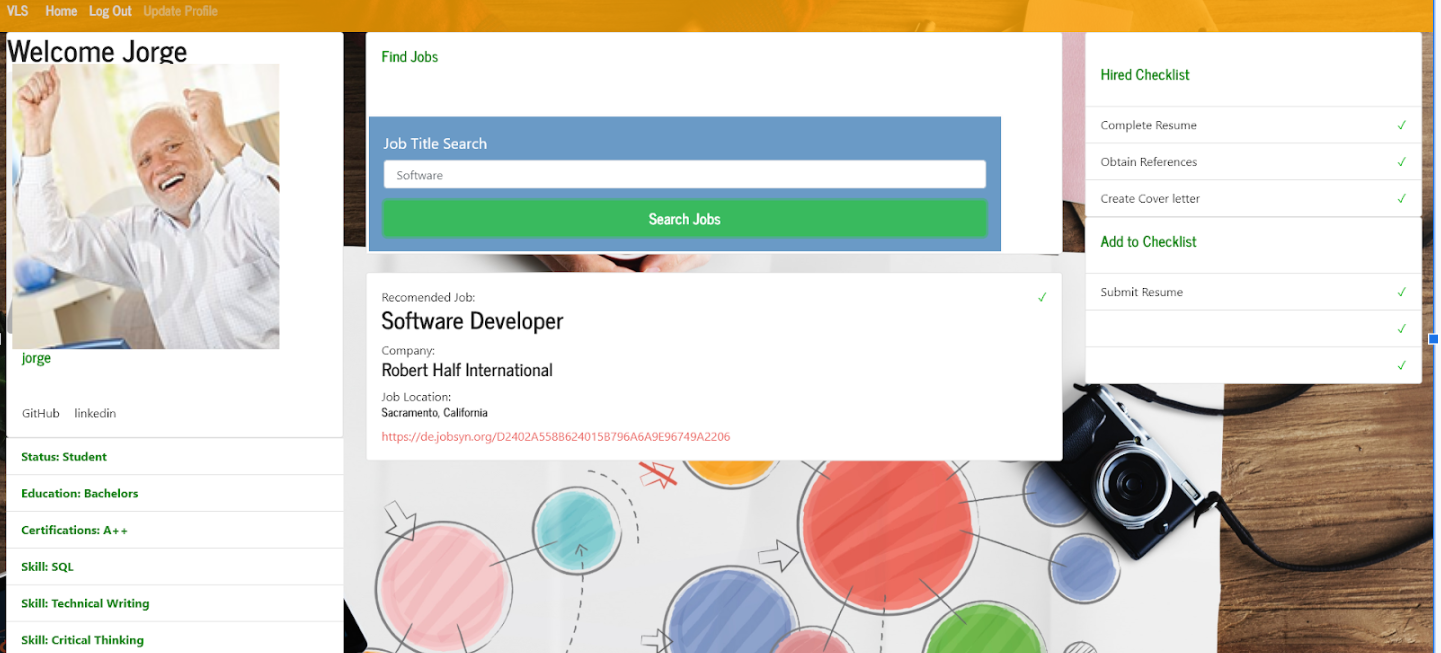 VLS Home Log Out Update Profile
Welcome Jorge
jorge
GitHub linkedin
Status: Student
Education: Bachelors
Certifications: A++
Skill: SQL
Skill: Technical Writing
Skill: Critical Thinking
Find Jobs
Job Title Search
Software
Search Jobs
Recomended Job: ✓
Software Developer
Company:
Robert Half International
Job Location:
Sacramento, California
https://de.jobsyn.org/D2402A5588624015B796A6A9E96749A2206
Hired Checklist
Complete Resume ✓
Obtain References ✓
Create Cover letter ✓
Add to Checklist
Submit Resume ✓
✓
✓